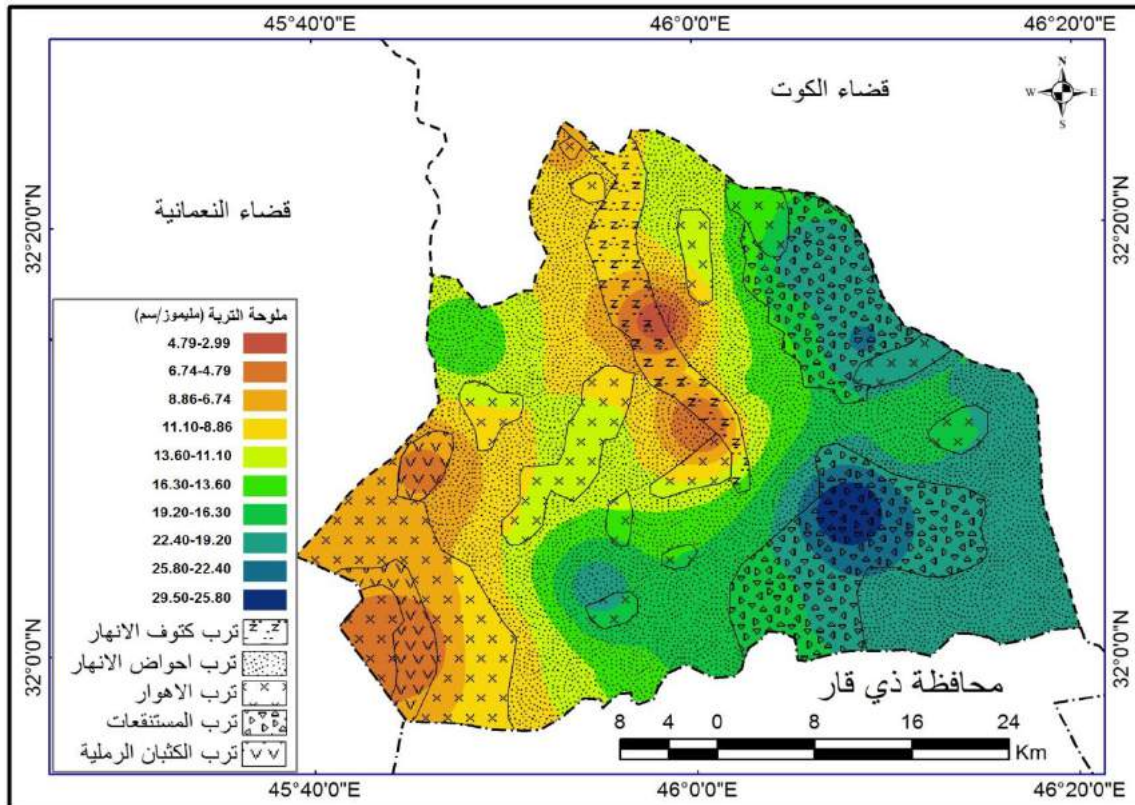 45°40'0"E
46°0'0"E
46°20'0"E
N
W
E
S
قضاء الكوت
قضاء النعمانية
32°20'0"N
32°20'0"N
ملوحة التربة (مليموز/سم)
4.79-2.99
6.74-4.79
8.86-6.74
11.10-8.86
13.60-11.10
16.30-13.60
19.20-16.30
22.40-19.20
25.80-22.40
29.50-25.80
ترب كتوف الانهار
ترب احواض الانهار
ترب الاهوار
ترب المستنقعات
ترب الكثبان الرملية
32°0'0"N
32°0'0"N
محافظة ذي قار
8 4 0 8 16 24
Km
45°40'0"E
46°0'0"E
46°20'0"E